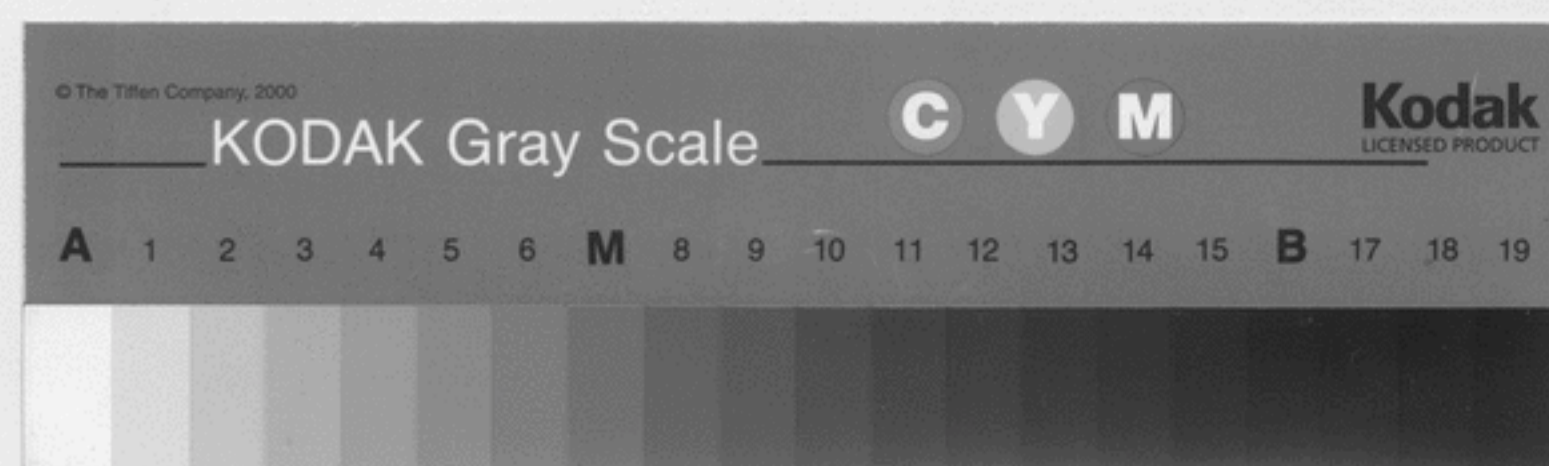 © The Tiffen Company, 2000
KODAK Gray Scale
C Y M
Kodak
LICENSED PRODUCT
A 1 2 3 4 5 6 M 8 9 10 11 12 13 14 15 B 17 18 19